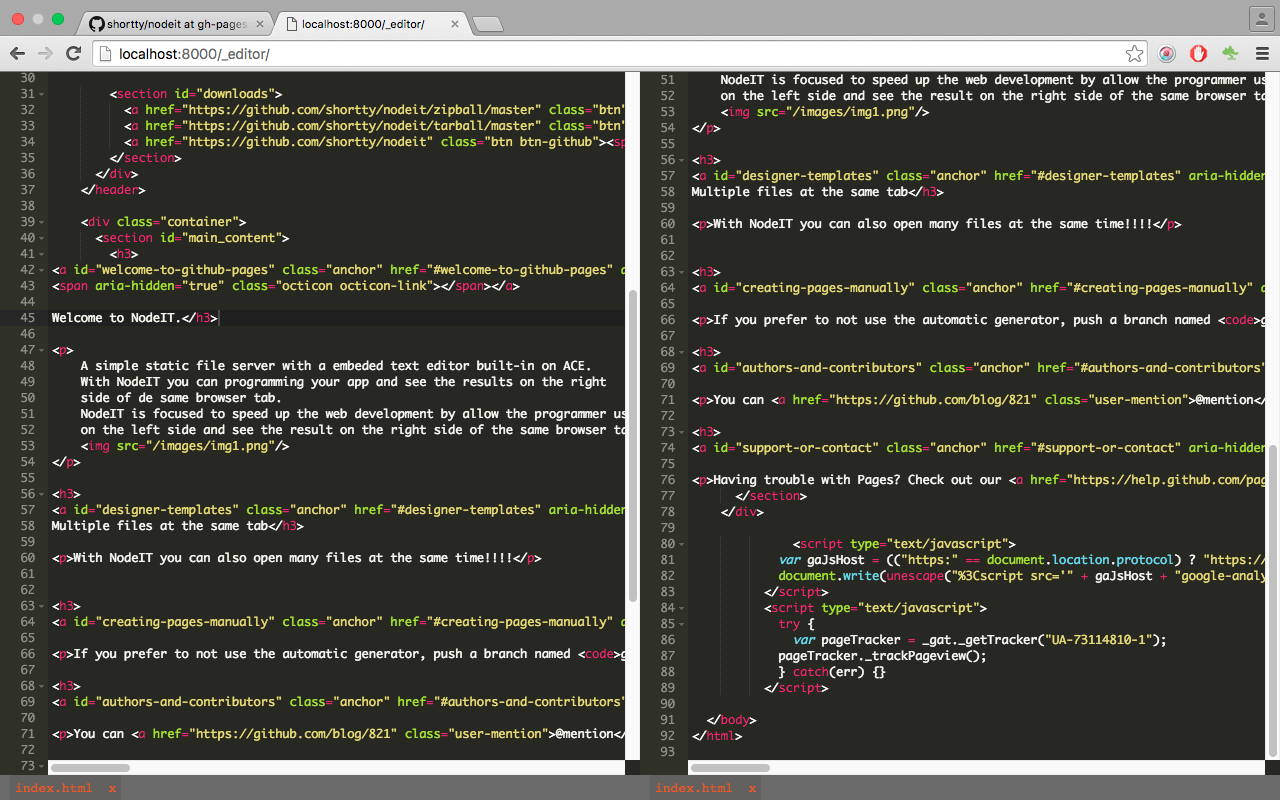 shortty/nodeit at gh-pages
localhost:8000/_editor/
localhost:8000/_editor/
30
31 <section id="downloads">
32 <a href="https://github.com/shortty/nodeit/zipball/master" class="btn"
33 <a href="https://github.com/shortty/nodeit/tarball/master" class="btn"
34 <a href="https://github.com/shortty/nodeit" class="btn btn-github"><sp
35 </section>
36 </div>
37 </header>
38
39 <div class="container">
40 <section id="main_content">
41 <h3>
42 <a id="welcome-to-github-pages" class="anchor" href="#welcome-to-github-pages" a
43 <span aria-hidden="true" class="octicon octicon-link"></span></a>
44
45 Welcome to NodeIT.</h3>
46
47 <p>
48 A simple static file server with a embeded text editor built-in on ACE.
49 With NodeIT you can programming your app and see the results on the right
50 side of de same browser tab.
51 NodeIT is focused to speed up the web development by allow the programmer us
52 on the left side and see the result on the right side of the same browser ta
53 <img src="/images/img1.png"/>
54 </p>
55
56 <h3>
57 <a id="designer-templates" class="anchor" href="#designer-templates" aria-hidden
58 Multiple files at the same tab</h3>
59
60 <p>With NodeIT you can also open many files at the same time!!!!</p>
61
62
63 <h3>
64 <a id="creating-pages-manually" class="anchor" href="#creating-pages-manually" a
65
66 <p>If you prefer to not use the automatic generator, push a branch named <code>g
67
68 <h3>
69 <a id="authors-and-contributors" class="anchor" href="#authors-and-contributors"
70
71 <p>You can <a href="https://github.com/blog/821" class="user-mention">@mention</
72
73
index.html x
51 NodeIT is focused to speed up the web development by allow the programmer us
52 on the left side and see the result on the right side of the same browser ta
53 <img src="/images/img1.png"/>
54 </p>
55
56 <h3>
57 <a id="designer-templates" class="anchor" href="#designer-templates" aria-hidden
58 Multiple files at the same tab</h3>
59
60 <p>With NodeIT you can also open many files at the same time!!!!</p>
61
62
63 <h3>
64 <a id="creating-pages-manually" class="anchor" href="#creating-pages-manually" a
65
66 <p>If you prefer to not use the automatic generator, push a branch named <code>g
67
68 <h3>
69 <a id="authors-and-contributors" class="anchor" href="#authors-and-contributors"
70
71 <p>You can <a href="https://github.com/blog/821" class="user-mention">@mention</
72
73 <h3>
74 <a id="support-or-contact" class="anchor" href="#support-or-contact" aria-hidden
75
76 <p>Having trouble with Pages? Check out our <a href="https://help.github.com/pag
77 </section>
78 </div>
79
80 <script type="text/javascript">
81 var gaJsHost = (("https:" == document.location.protocol) ? "https://
82 document.write(unescape("%3Cscript src='" + gaJsHost + "google-analy
83 </script>
84 <script type="text/javascript">
85 try {
86 var pageTracker = _gat._getTracker("UA-73114810-1");
87 pageTracker._trackPageview();
88 } catch(err) {}
89 </script>
90
91 </body>
92 </html>
93
index.html x